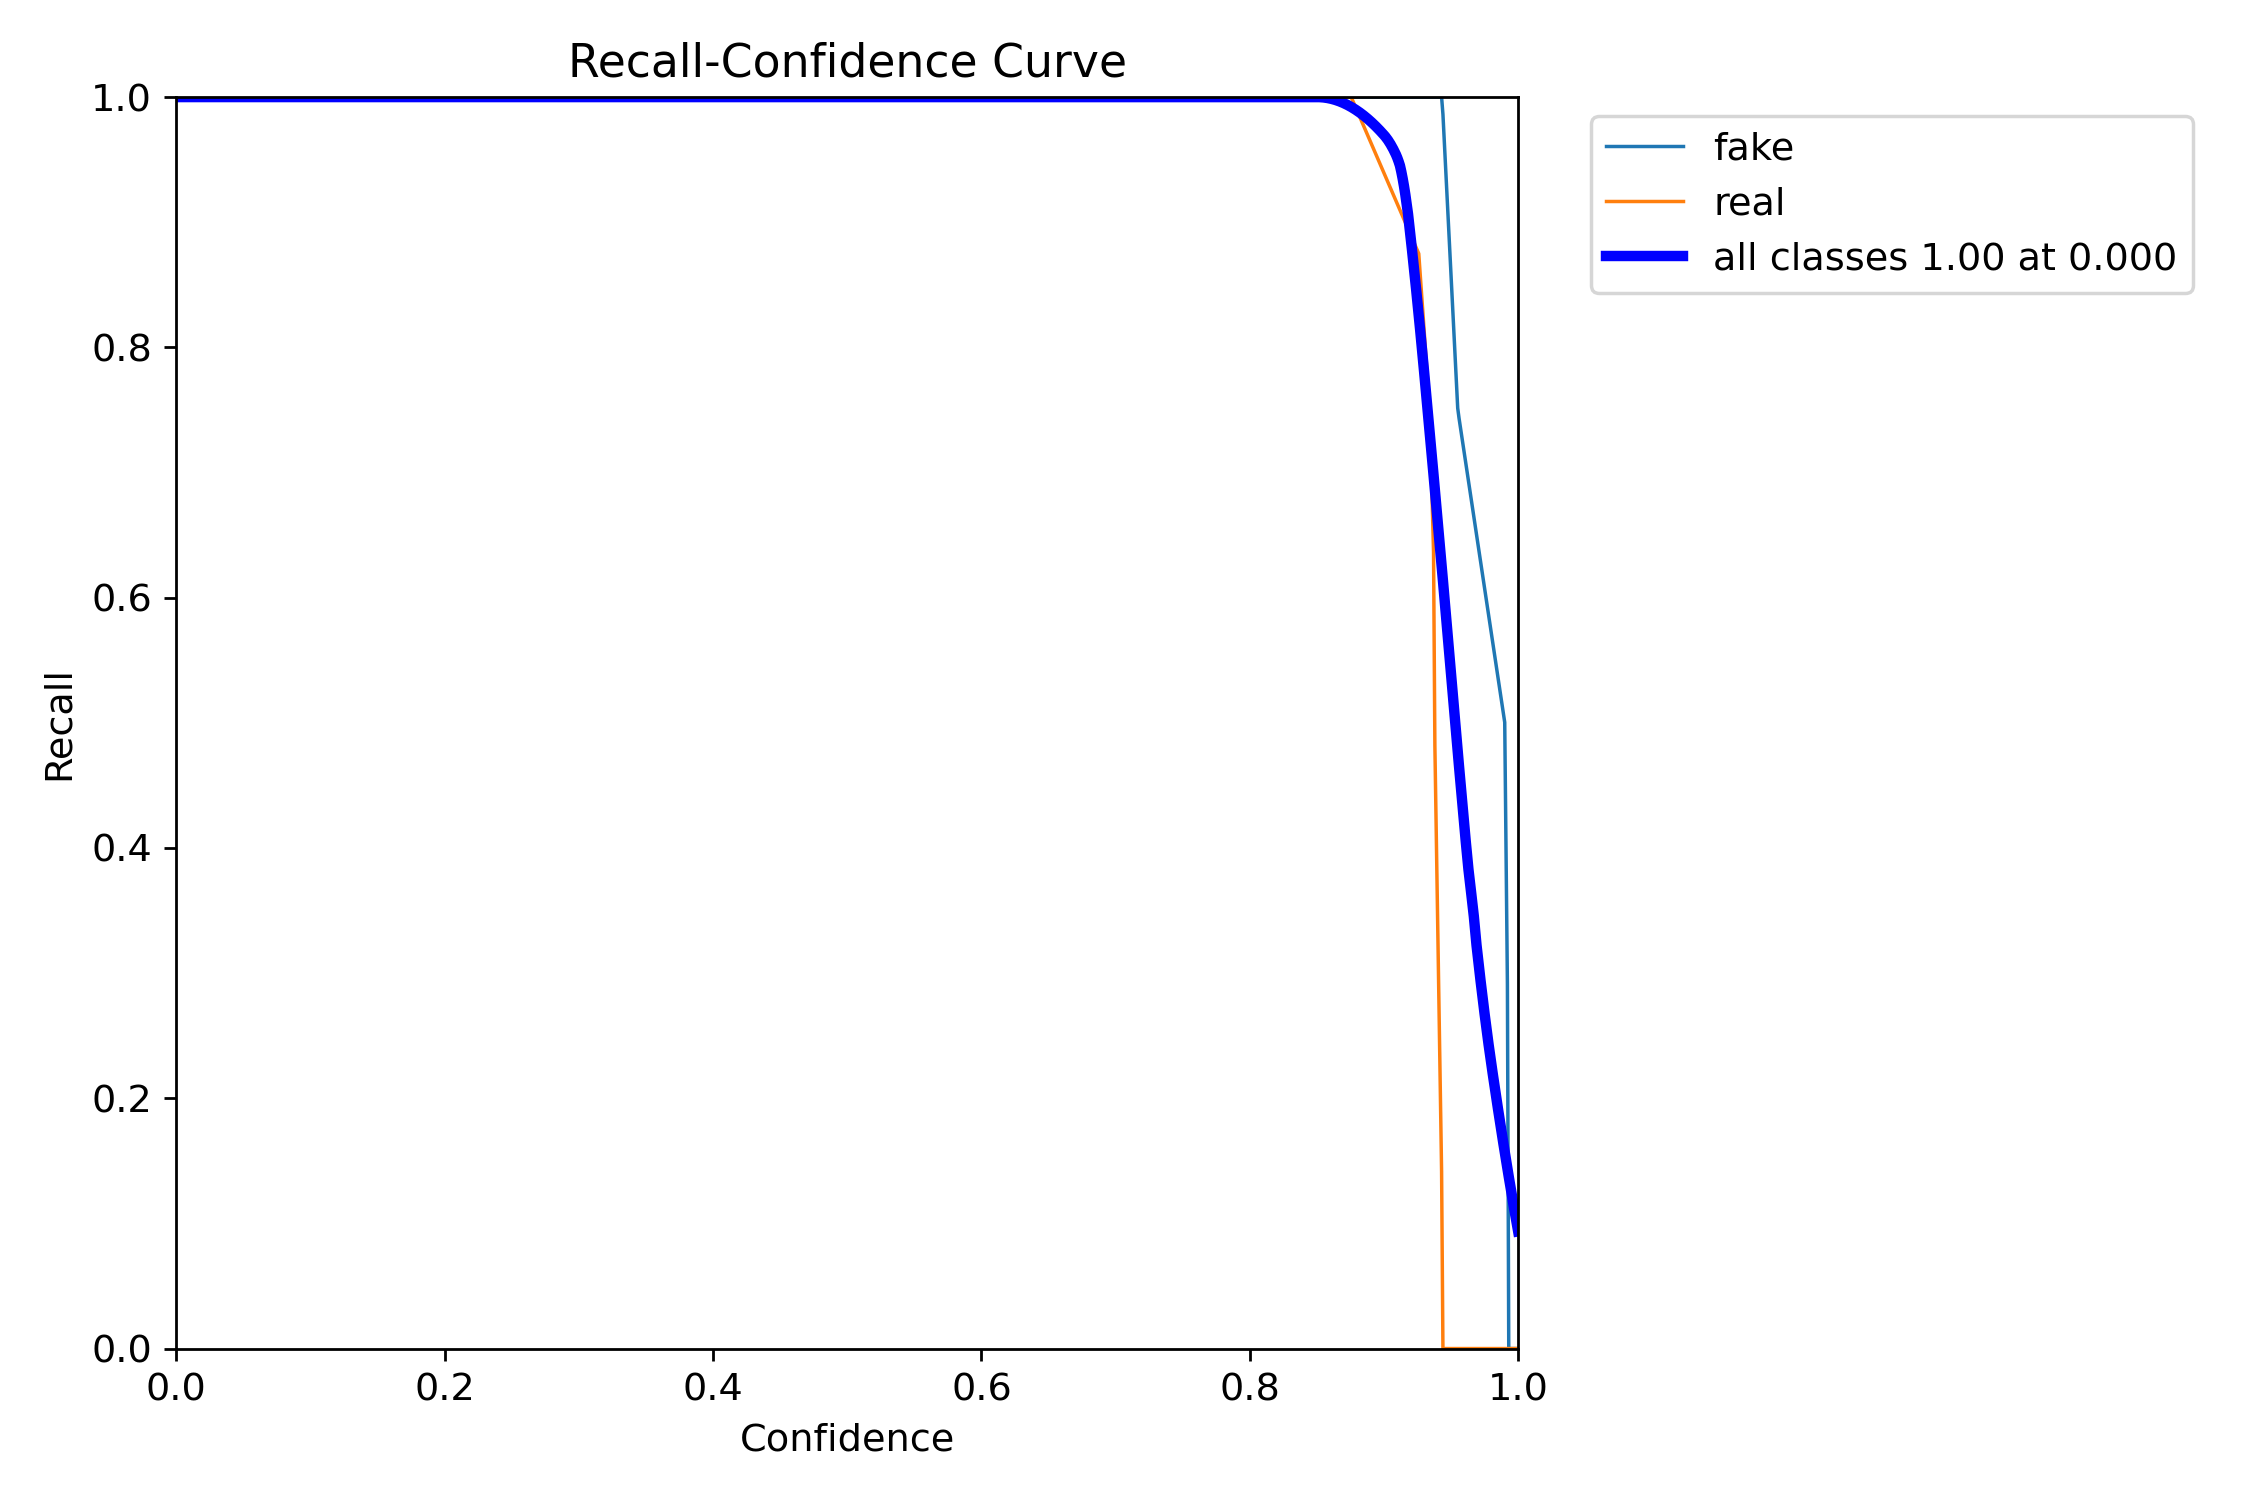 Recall-Confidence Curve
1.0
0.8
0.6
0.4
0.2
0.0
Recall
0.0 0.2 0.4 0.6 0.8 1.0
Confidence
fake
real
all classes 1.00 at 0.000